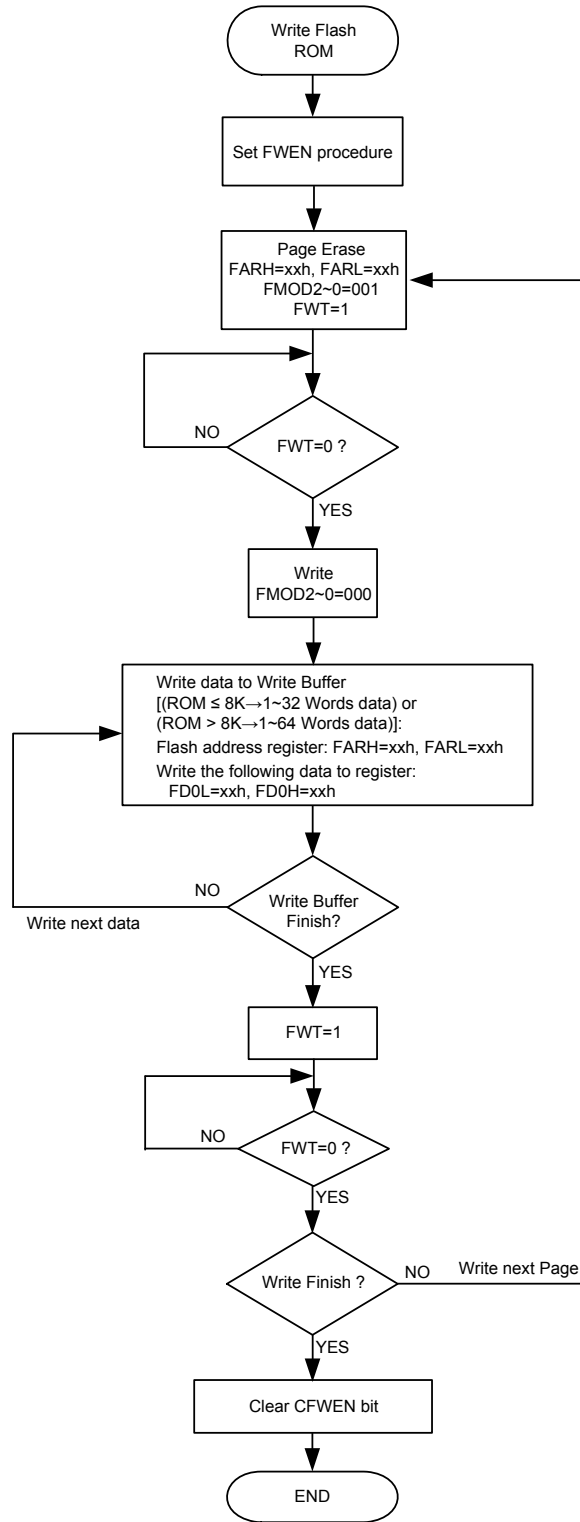 Write Flash
ROM
Set FWEN procedure
Page Erase
FARH=xxh, FARL=xxh
FMOD2~0=001
FWT=1
NO
FWT=0 ?
YES
Write
FMOD2~0=000
Write data to Write Buffer
[(ROM ≤ 8K→1~32 Words data) or
(ROM > 8K→1~64 Words data)]:
Flash address register: FARH=xxh, FARL=xxh
Write the following data to register:
FD0L=xxh, FD0H=xxh
NO
Write next data
Write Buffer
Finish?
YES
FWT=1
NO
FWT=0 ?
YES
Write Finish ?
NO
Write next Page
YES
Clear CFWEN bit
END